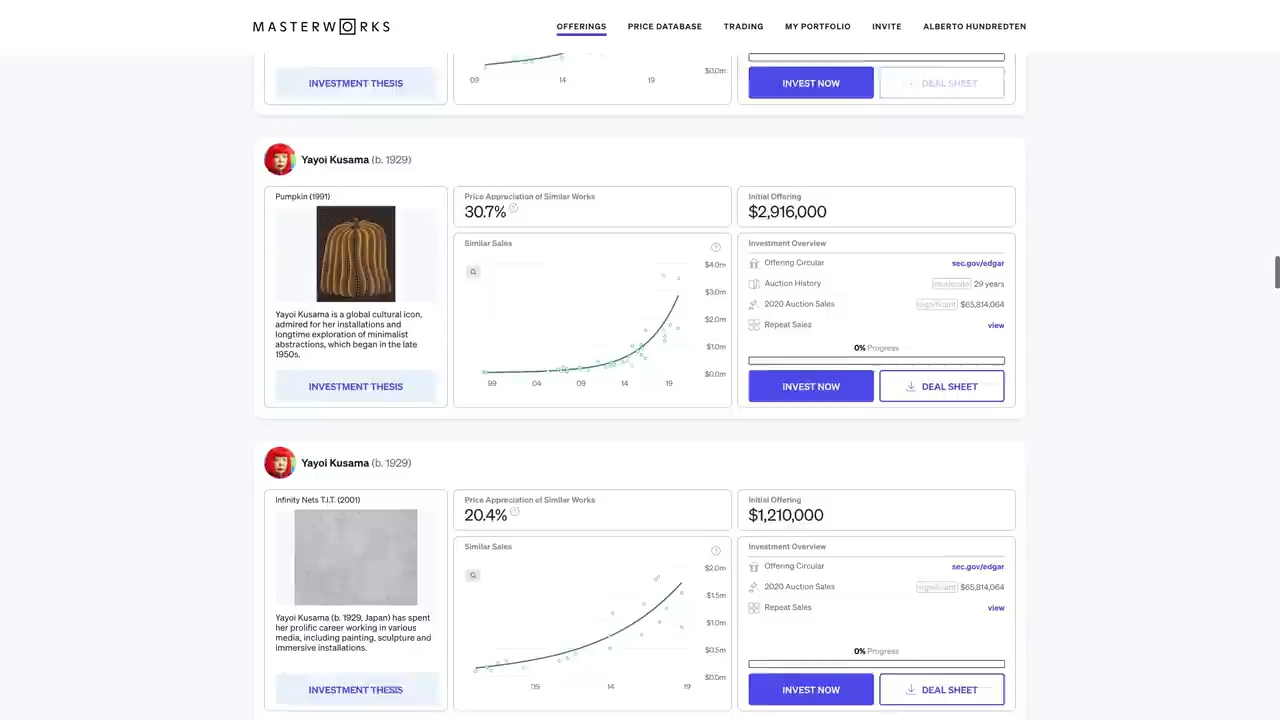 MASTERWORKS
OFFERINGS PRICE DATABASE TRADING MY PORTFOLIO INVITE ALBERTO HUNDREDTEN
INVESTMENT THESIS
09 14 19
$0.0m
INVEST NOW
DEAL SHEET
Yayoi Kusama (b. 1929)
Pumpkin (1991)
Yayoi Kusama is a global cultural icon,
admired for her installations and
longtime exploration of minimalist
abstractions, which began in the late
1950s.
INVESTMENT THESIS
Price Appreciation of Similar Works
30.7%
Similar Sales
$4.0m
$3.0m
$2.0m
$1.0m
$0.0m
99 04 09 14 19
Initial Offering
$2,916,000
Investment Overview
Offering Circular sec.gov/edgar
Auction History moderate 29 years
2020 Auction Sales significant $65,814,064
Repeat Sales view
0% Progress
INVEST NOW
DEAL SHEET
Yayoi Kusama (b. 1929)
Infinity Nets T.I.T. (2001)
Yayoi Kusama (b. 1929, Japan) has spent
her prolific career working in various
media, including painting, sculpture and
immersive installations.
INVESTMENT THESIS
Price Appreciation of Similar Works
20.4%
Similar Sales
$2.0m
$1.5m
$1.0m
$0.5m
$0.0m
09 14 19
Initial Offering
$1,210,000
Investment Overview
Offering Circular sec.gov/edgar
2020 Auction Sales significant $65,814,064
Repeat Sales view
0% Progress
INVEST NOW
DEAL SHEET